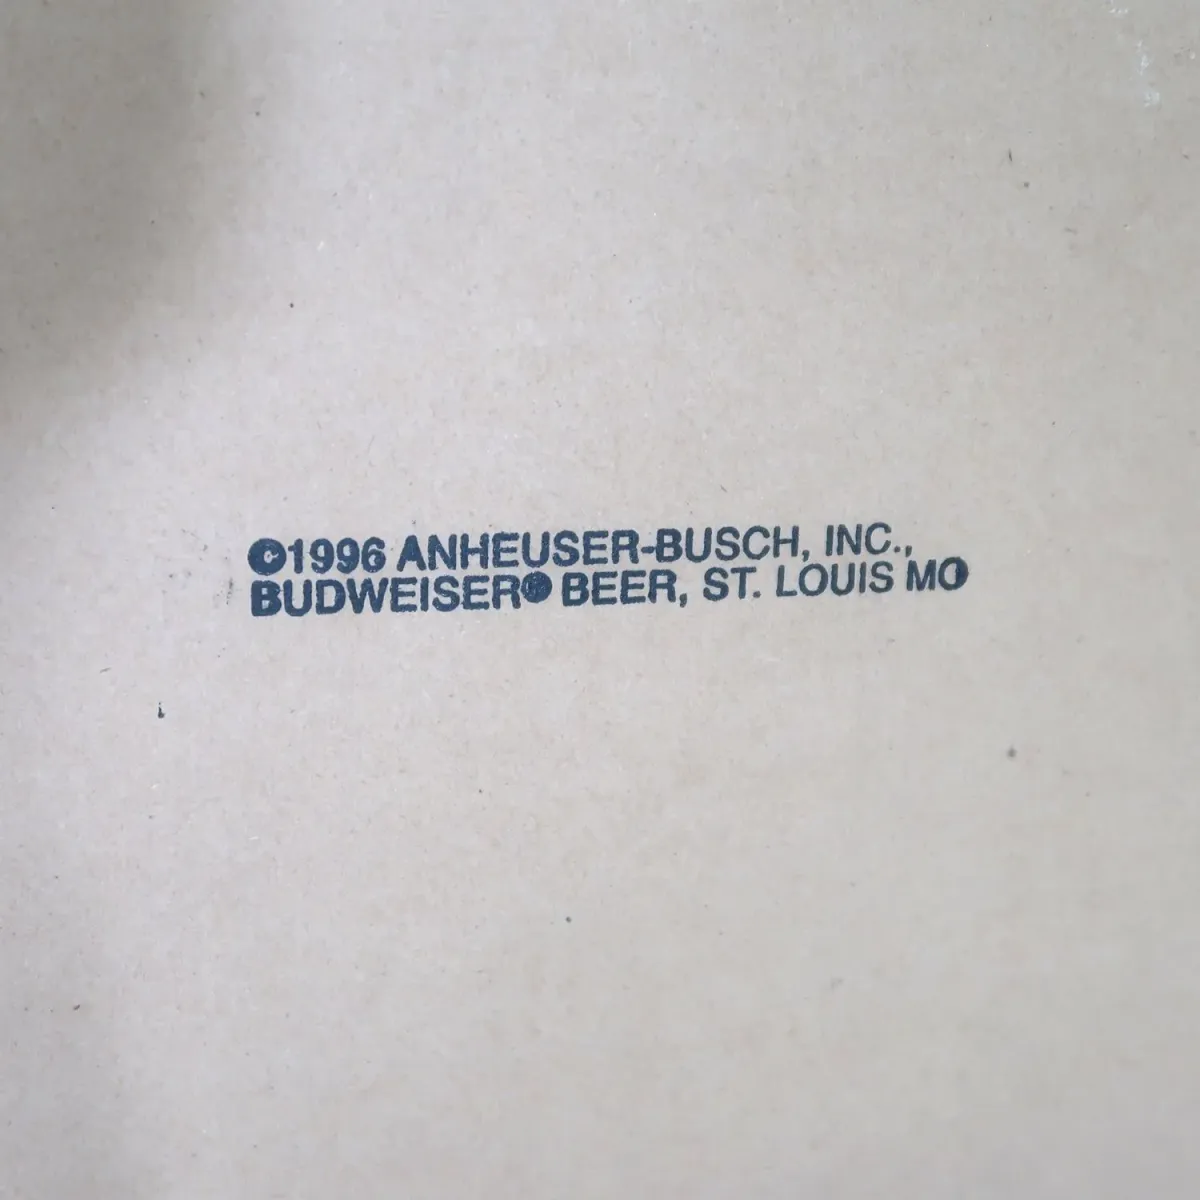 ©1996 ANHEUSER-BUSCH, INC.,
BUDWEISER® BEER, ST. LOUIS MO